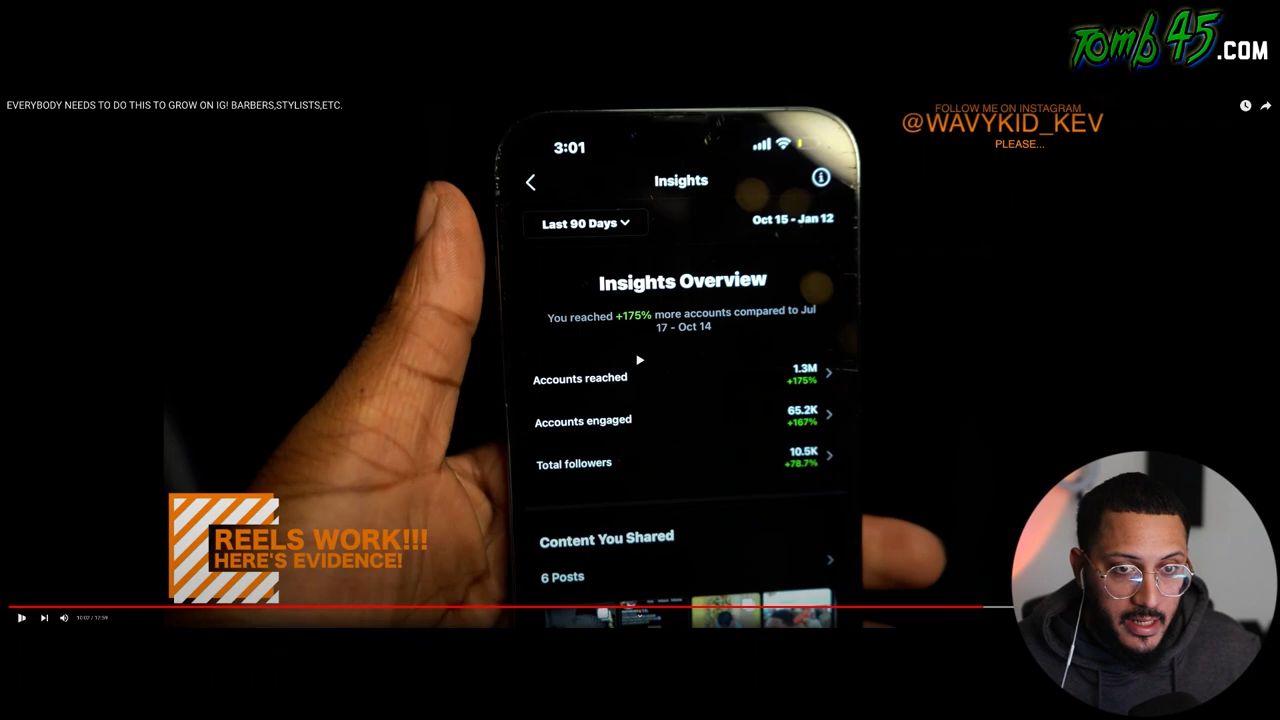 Tomb 45.COM
EVERYBODY NEEDS TO DO THIS TO GROW ON IG! BARBERS,STYLISTS,ETC.
FOLLOW ME ON INSTAGRAM
@WAVYKID_KEV
PLEASE...
3:01
Insights
Last 90 Days
Oct 15 - Jan 12
Insights Overview
You reached +175% more accounts compared to Jul
17 - Oct 14
Accounts reached
1.3M
+175%
Accounts engaged
65.2K
+167%
Total followers
10.5K
+78.7%
Content You Shared
6 Posts
REELS WORK!!!
HERE'S EVIDENCE!